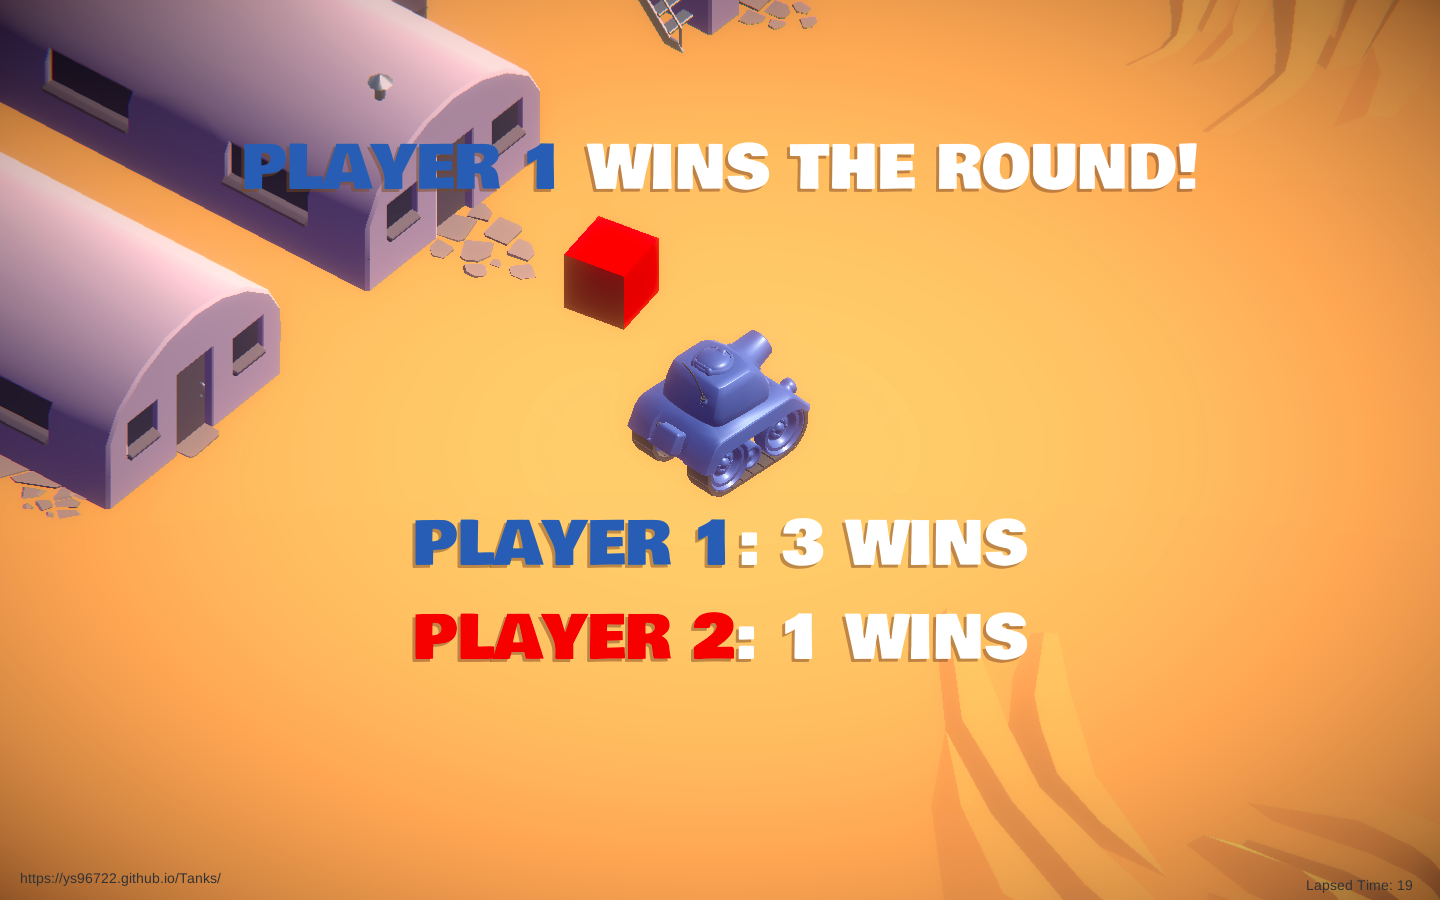 PLAYER 1 WINS THE ROUND!
PLAYER 1: 3 WINS
PLAYER 2: 1 WINS
https://ys96722.github.io/Tanks/
Lapsed Time: 19